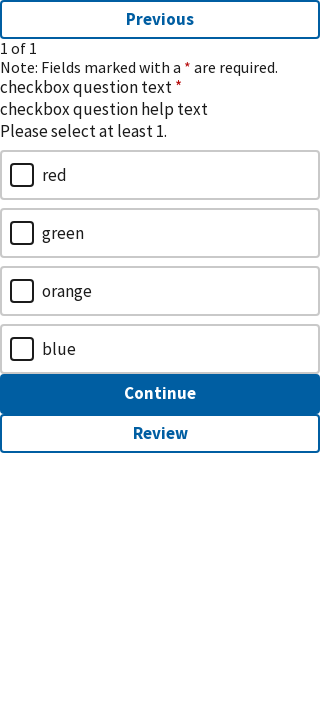 Previous
1 of 1
Note: Fields marked with a * are required.
checkbox question text *
checkbox question help text
Please select at least 1.
red
green
orange
blue
Continue
Review